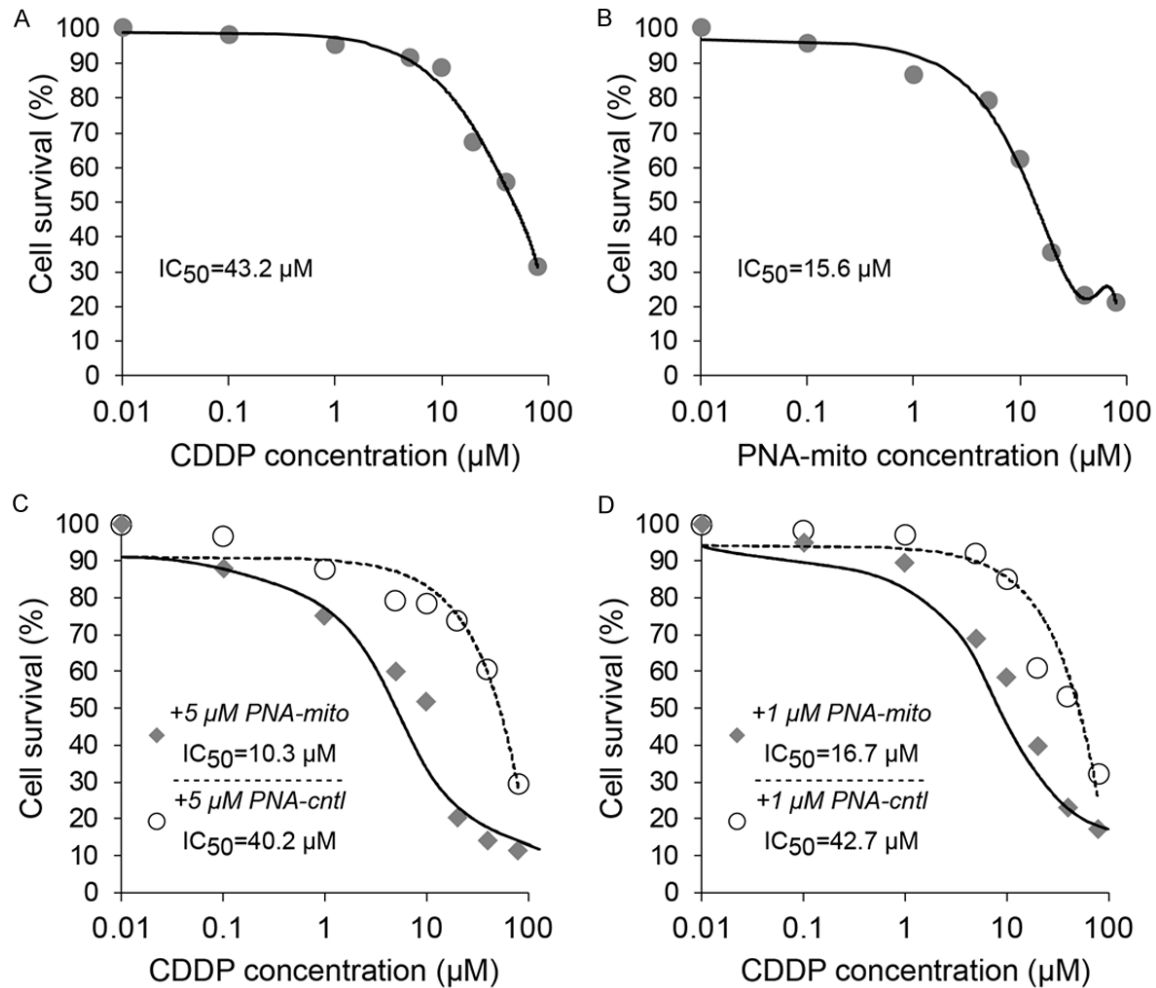 A
Cell survival (%)
100
90
80
70
60
50
40
30
20
10
0
IC50=43.2 µM
0.01 0.1 1 10 100
CDDP concentration (µM)
B
Cell survival (%)
100
90
80
70
60
50
40
30
20
10
0
IC50=15.6 µM
0.01 0.1 1 10 100
PNA-mito concentration (µM)
C
Cell survival (%)
100
90
80
70
60
50
40
30
20
10
0
+5 µM PNA-mito
IC50=10.3 µM
+5 µM PNA-cntl
IC50=40.2 µM
0.01 0.1 1 10 100
CDDP concentration (µM)
D
Cell survival (%)
100
90
80
70
60
50
40
30
20
10
0
+1 µM PNA-mito
IC50=16.7 µM
+1 µM PNA-cntl
IC50=42.7 µM
0.01 0.1 1 10 100
CDDP concentration (µM)